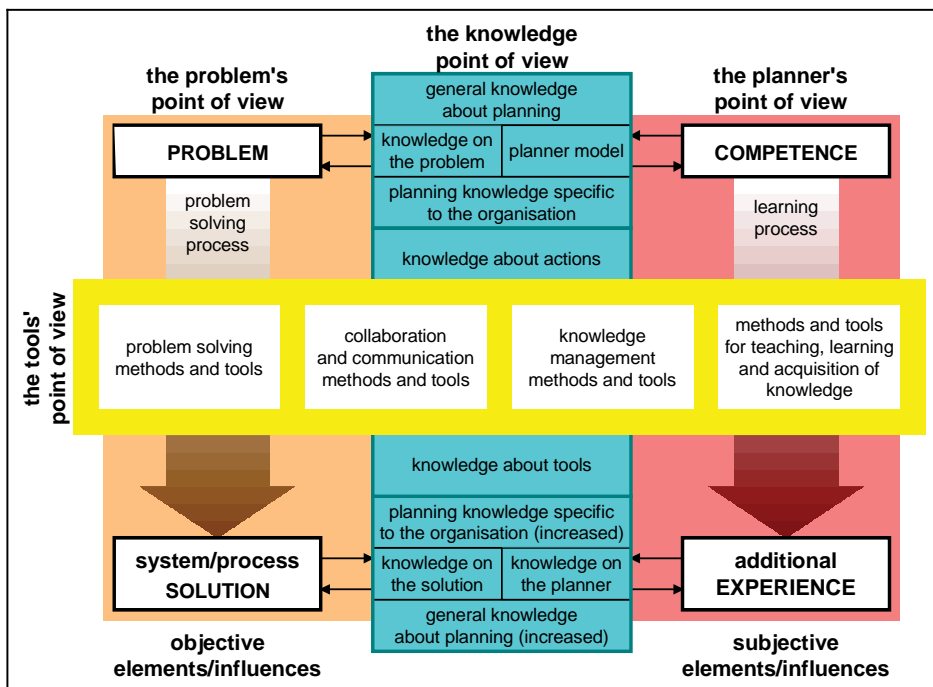 the knowledge
point of view
the problem's
point of view
the planner's
point of view
general knowledge
about planning
PROBLEM
knowledge on
the problem
planner model
COMPETENCE
planning knowledge specific
to the organisation
problem
solving
process
learning
process
knowledge about actions
the tools'
point of view
problem solving
methods and tools
collaboration
and communication
methods and tools
knowledge
management
methods and tools
methods and tools
for teaching, learning
and acquisition of
knowledge
knowledge about tools
planning knowledge specific
to the organisation (increased)
system/process
SOLUTION
knowledge on
the solution
knowledge on
the planner
additional
EXPERIENCE
general knowledge
about planning (increased)
objective
elements/influences
subjective
elements/influences